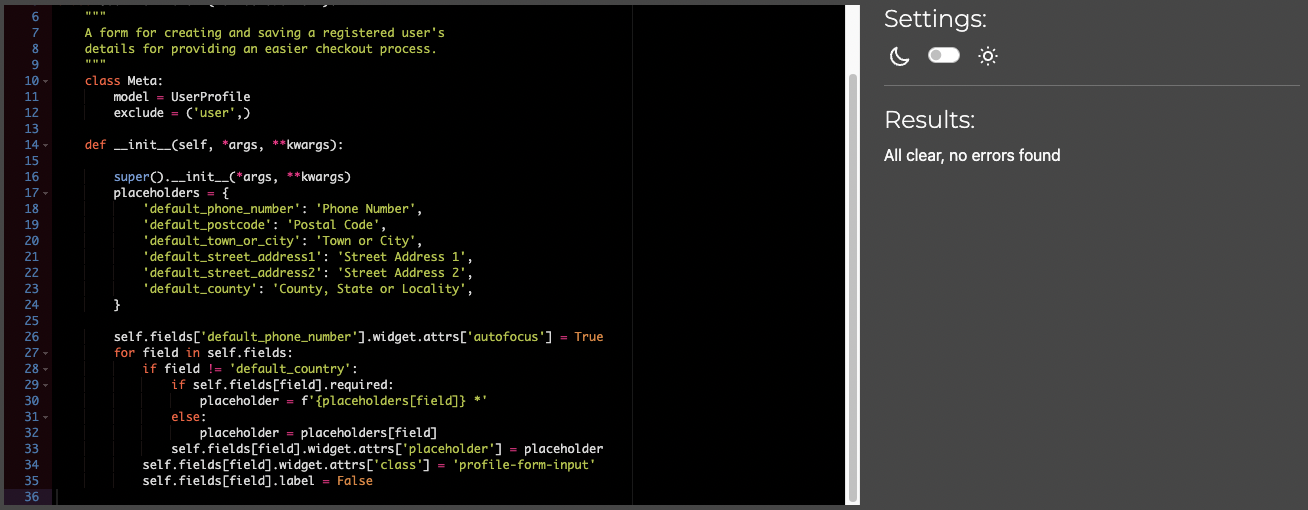 6 """
7 A form for creating and saving a registered user's
8 details for providing an easier checkout process.
9 """
10 class Meta:
11 model = UserProfile
12 exclude = ('user',)
13
14 def __init__(self, *args, **kwargs):
15
16 super().__init__(*args, **kwargs)
17 placeholders = {
18 'default_phone_number': 'Phone Number',
19 'default_postcode': 'Postal Code',
20 'default_town_or_city': 'Town or City',
21 'default_street_address1': 'Street Address 1',
22 'default_street_address2': 'Street Address 2',
23 'default_county': 'County, State or Locality',
24 }
25
26 self.fields['default_phone_number'].widget.attrs['autofocus'] = True
27 for field in self.fields:
28 if field != 'default_country':
29 if self.fields[field].required:
30 placeholder = f'{placeholders[field]} *'
31 else:
32 placeholder = placeholders[field]
33 self.fields[field].widget.attrs['placeholder'] = placeholder
34 self.fields[field].widget.attrs['class'] = 'profile-form-input'
35 self.fields[field].label = False
36
Settings:
Results:
All clear, no errors found